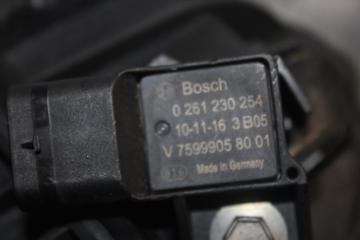 Bosch
0 261 230 254
10-11-16 3 B05
V 7599905 80 01
Made in Germany